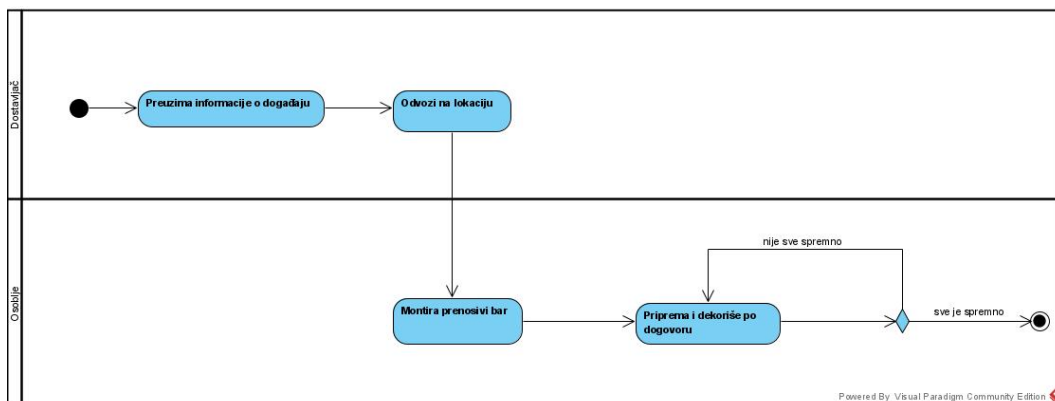 Dostavljač
Preuzima informacije o događaju
Odvozi na lokaciju
Osoblje
nije sve spremno
Montira prenosivi bar
Priprema i dekoriše po
dogovoru
sve je spremno
Powered By Visual Paradigm Community Edition